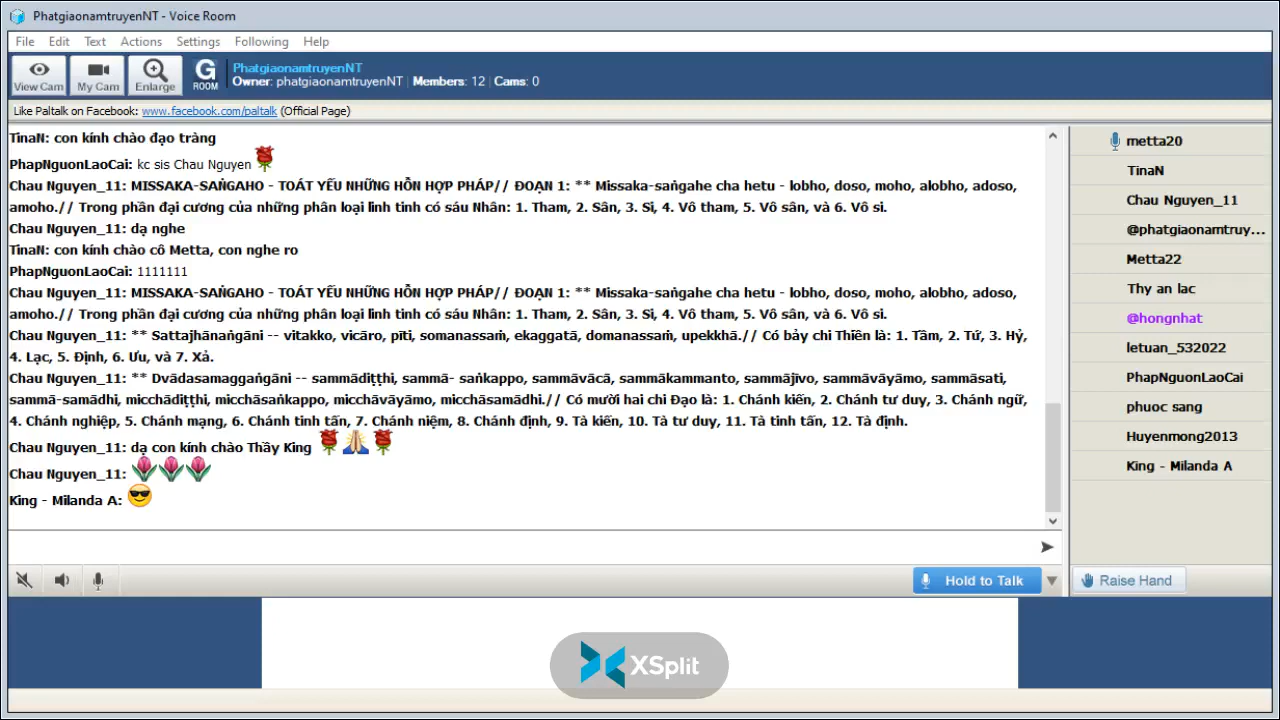 PhatgiaonamtruyenNT - Voice Room
File Edit Text Actions Settings Following Help
View Cam My Cam Enlarge G ROOM PhatgiaonamtruyenNT
Owner: phatgiaonamtruyenNT Members: 12 Cams: 0
Like Paltalk on Facebook: www.facebook.com/paltalk (Official Page)
TinaN: con kính chào đạo tràng
PhapNguonLaoCai: kc sis Chau Nguyen
Chau Nguyen_11: MISSAKA-SAṄGAHO - TOÁT YẾU NHỮNG HỖN HỢP PHÁP// ĐOẠN 1: ** Missaka-saṅgahe cha hetu - lobho, doso, moho, alobho, adoso,
amoho.// Trong phần đại cương của những phân loại linh tinh có sáu Nhân: 1. Tham, 2. Sân, 3. Si, 4. Vô tham, 5. Vô sân, và 6. Vô si.
Chau Nguyen_11: dạ nghe
TinaN: con kính chào cô Metta, con nghe ro
PhapNguonLaoCai: 1111111
Chau Nguyen_11: MISSAKA-SAṄGAHO - TOÁT YẾU NHỮNG HỖN HỢP PHÁP// ĐOẠN 1: ** Missaka-saṅgahe cha hetu - lobho, doso, moho, alobho, adoso,
amoho.// Trong phần đại cương của những phân loại linh tinh có sáu Nhân: 1. Tham, 2. Sân, 3. Si, 4. Vô tham, 5. Vô sân, và 6. Vô si.
Chau Nguyen_11: ** Sattajhānaṅgāni -- vitakko, vicāro, pīti, somanassaṁ, ekaggatā, domanassaṁ, upekkhā.// Có bảy chi Thiền là: 1. Tầm, 2. Tứ, 3. Hỷ,
4. Lạc, 5. Định, 6. Ưu, và 7. Xả.
Chau Nguyen_11: ** Dvādasamaggaṅgāni -- sammādiṭṭhi, sammā- saṅkappo, sammāvācā, sammākammanto, sammājīvo, sammāvāyāmo, sammāsati,
sammā-samādhi, micchādiṭṭhi, micchāsaṅkappo, micchāvāyāmo, micchāsamādhi.// Có mười hai chi Đạo là: 1. Chánh kiến, 2. Chánh tư duy, 3. Chánh ngữ,
4. Chánh nghiệp, 5. Chánh mạng, 6. Chánh tinh tấn, 7. Chánh niệm, 8. Chánh định, 9. Tà kiến, 10. Tà tư duy, 11. Tà tinh tấn, 12. Tà định.
Chau Nguyen_11: dạ con kính chào Thầy King
Chau Nguyen_11:
King - Milanda A:
metta20
TinaN
Chau Nguyen_11
@phatgiaonamtruy...
Metta22
Thy an lac
@hongnhat
letuan_532022
PhapNguonLaoCai
phuoc sang
Huyenmong2013
King - Milanda A
Hold to Talk
Raise Hand
XSplit